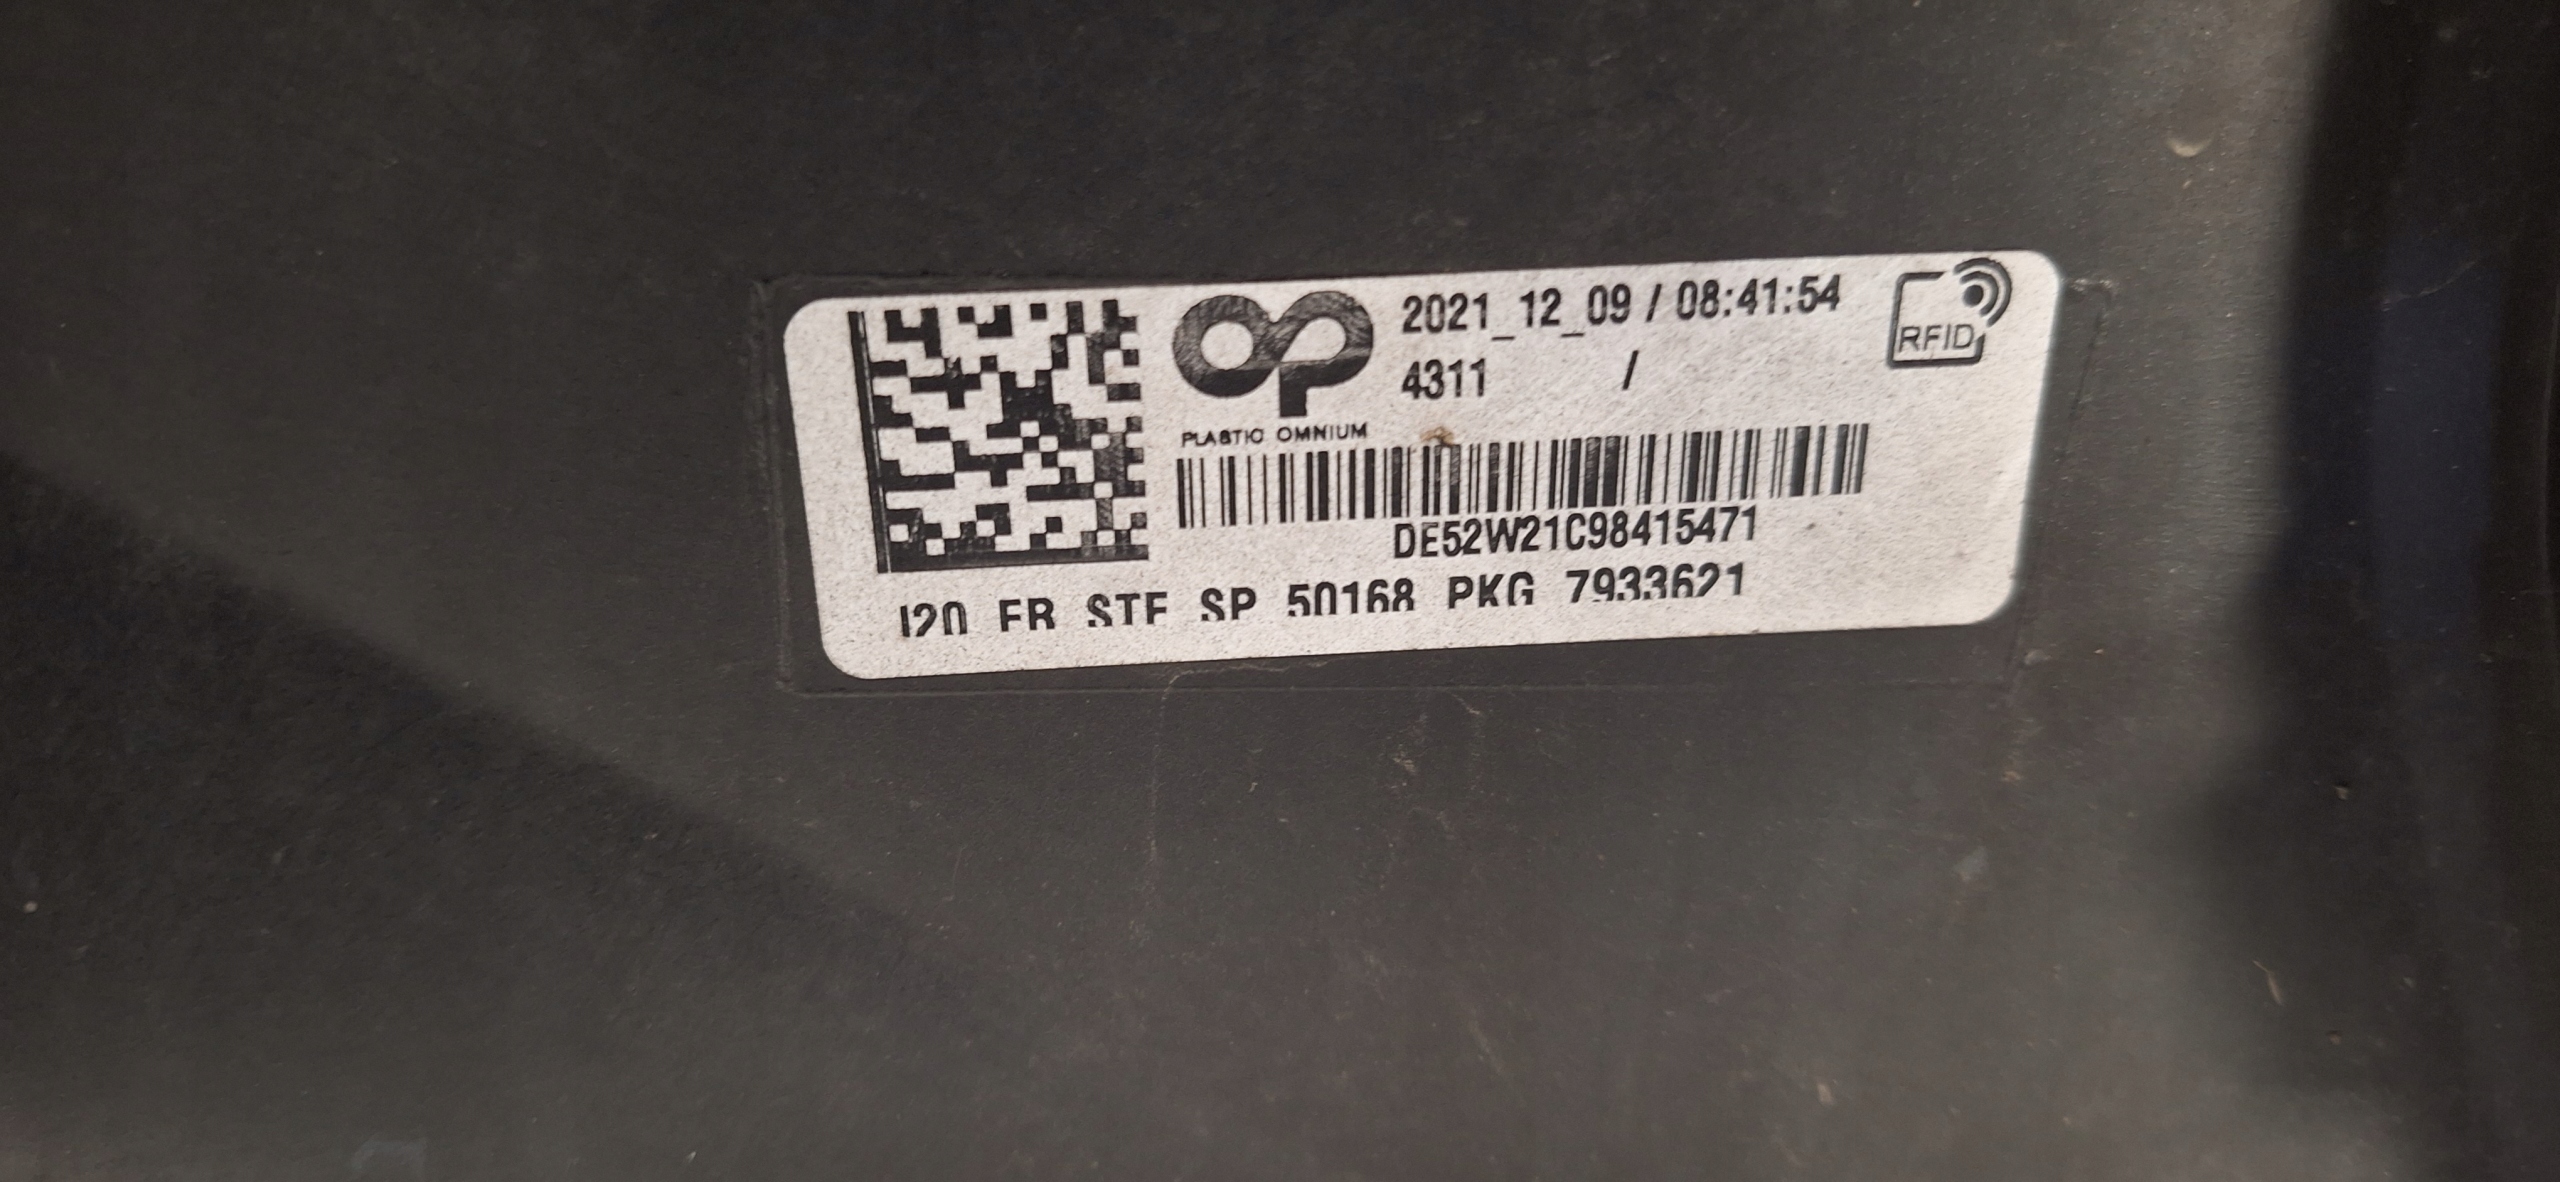 2021_12_09 / 08:41:54
RFID
4311 /
PLASTIC OMNIUM
DE52W21C98415471
I20 FR STF SP 50168 PKG 7933621